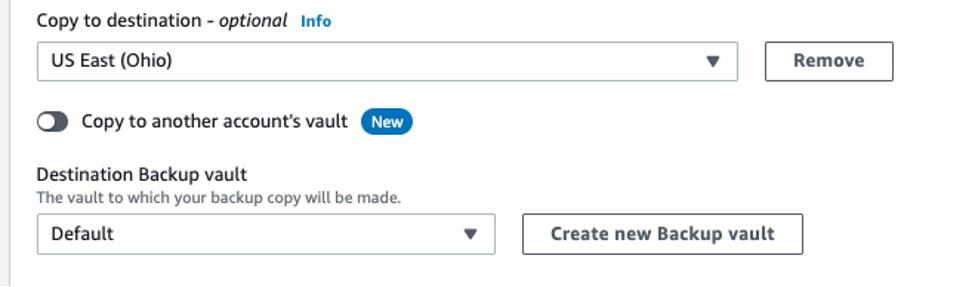 Copy to destination - optional Info
US East (Ohio) Remove
Copy to another account's vault New
Destination Backup vault
The vault to which your backup copy will be made.
Default Create new Backup vault